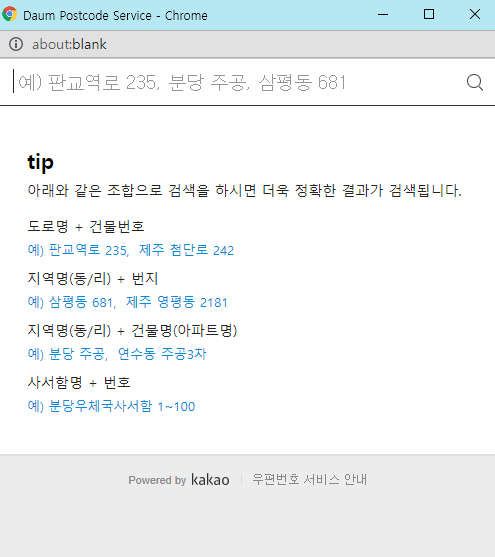 Daum Postcode Service - Chrome
about:blank
예) 판교역로 235, 분당 주공, 삼평동 681
tip
아래와 같은 조합으로 검색을 하시면 더욱 정확한 결과가 검색됩니다.
도로명 + 건물번호
예) 판교역로 235, 제주 첨단로 242
지역명(동/리) + 번지
예) 삼평동 681, 제주 영평동 2181
지역명(동/리) + 건물명(아파트명)
예) 분당 주공, 연수동 주공3차
사서함명 + 번호
예) 분당우체국사서함 1~100
Powered by kakao 우편번호 서비스 안내